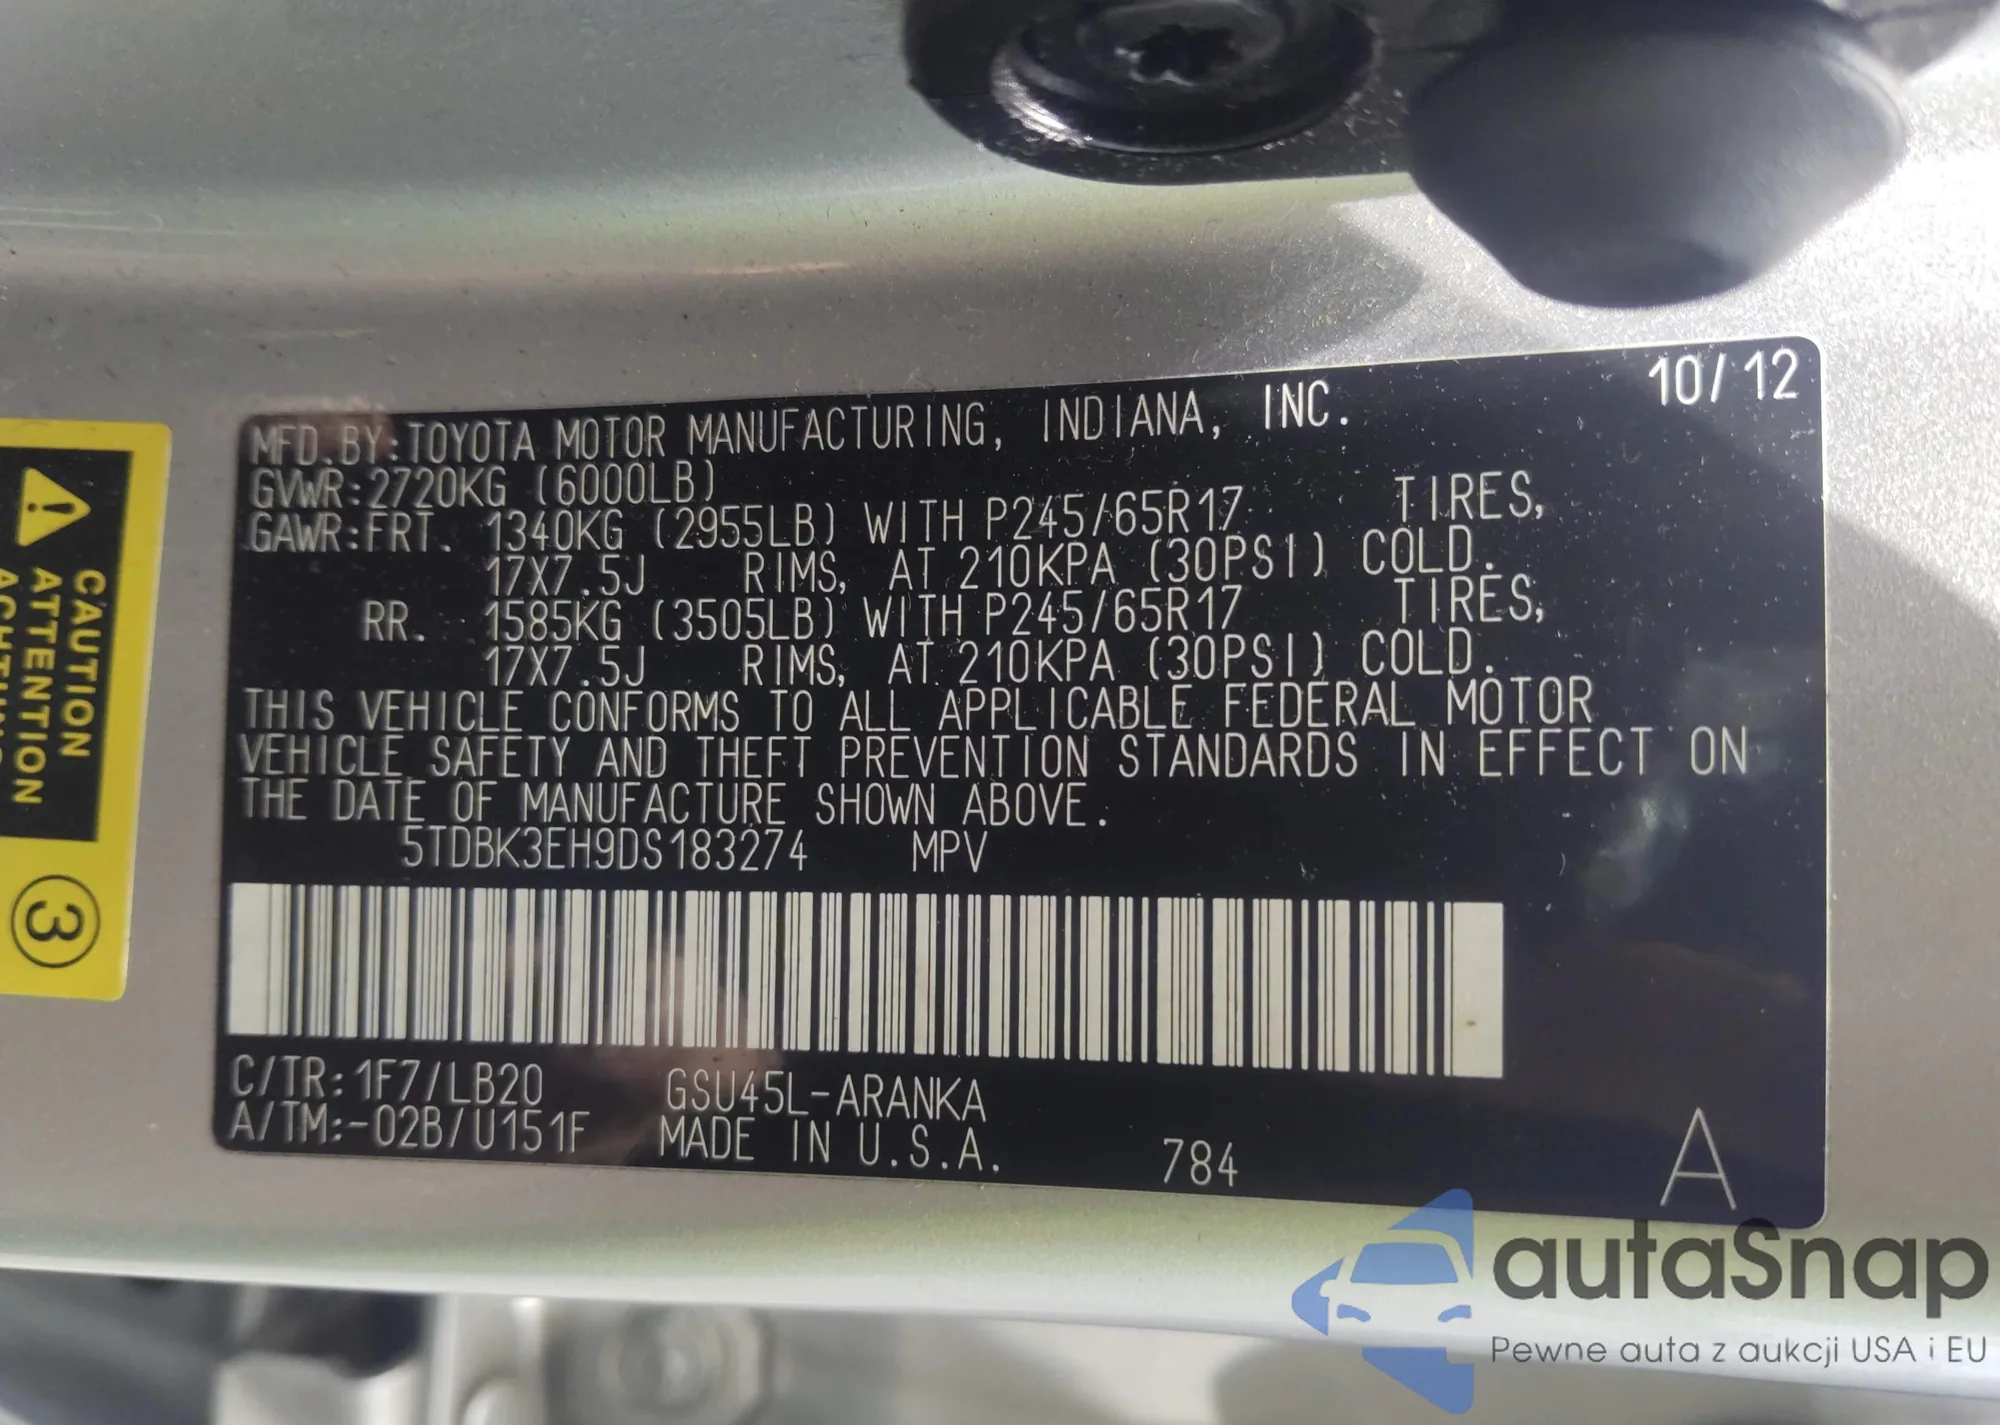 10/12
MFD.BY:TOYOTA MOTOR MANUFACTURING, INDIANA, INC.
GVWR:2720KG (6000LB)
GAWR:FRT. 1340KG (2955LB) WITH P245/65R17 TIRES,
17X7.5J RIMS, AT 210KPA (30PSI) COLD.
RR. 1585KG (3505LB) WITH P245/65R17 TIRES,
17X7.5J RIMS, AT 210KPA (30PSI) COLD.
THIS VEHICLE CONFORMS TO ALL APPLICABLE FEDERAL MOTOR
VEHICLE SAFETY AND THEFT PREVENTION STANDARDS IN EFFECT ON
THE DATE OF MANUFACTURE SHOWN ABOVE.
5TDBK3EH9DS183274 MPV
C/TR:1F7/LB20 GSU45L-ARANKA
A/TM:-02B/U151F MADE IN U.S.A. 784 A
CAUTION
ATTENTION
3
autaSnap
Pewne auta z aukcji USA i EU